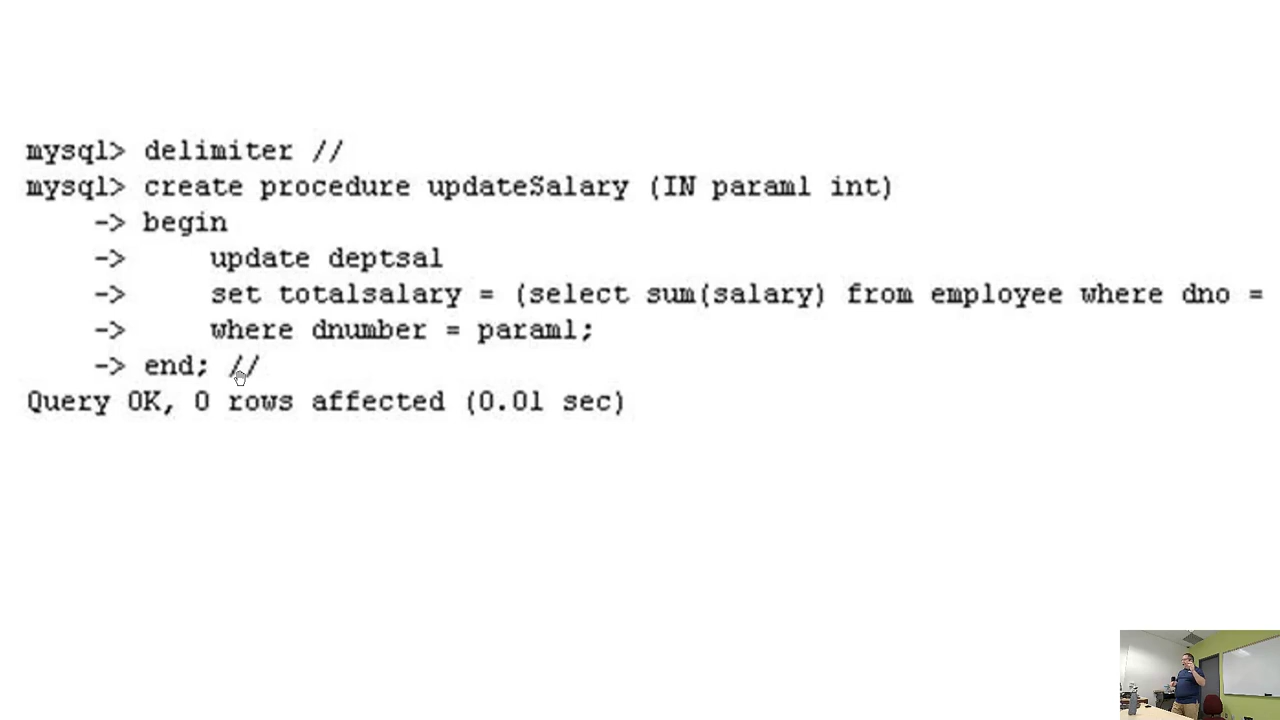 mysql> delimiter //
mysql> create procedure updateSalary (IN param1 int)
-> begin
-> update deptsal
-> set totalsalary = (select sum(salary) from employee where dno =
-> where dnumber = param1;
-> end; //
Query OK, 0 rows affected (0.01 sec)